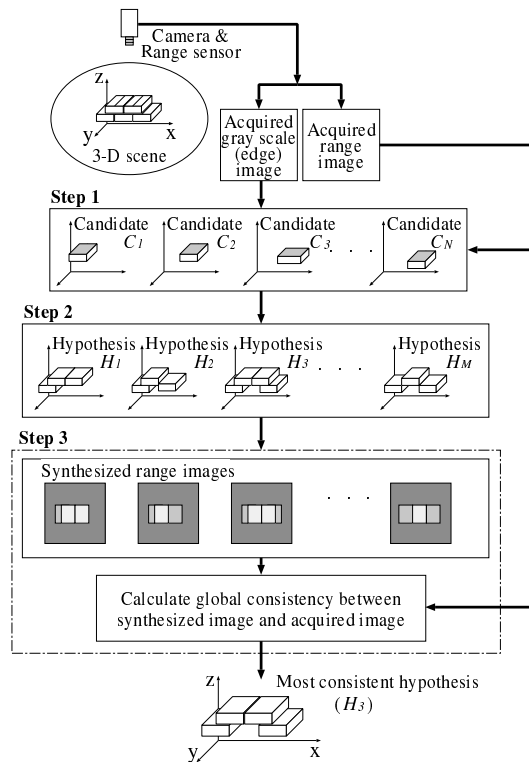 Camera &
Range sensor
z
y
x
3-D scene
Acquired
gray scale
(edge)
image
Acquired
range
image
Step 1
Candidate
C1
Candidate
C2
Candidate
C3
. . .
Candidate
CN
Step 2
Hypothesis
H1
Hypothesis
H2
Hypothesis
H3
. . .
Hypothesis
HM
Step 3
Synthesized range images
. . .
Calculate global consistency between
synthesized image and acquired image
Most consistent hypothesis
(H3)
z
y
x